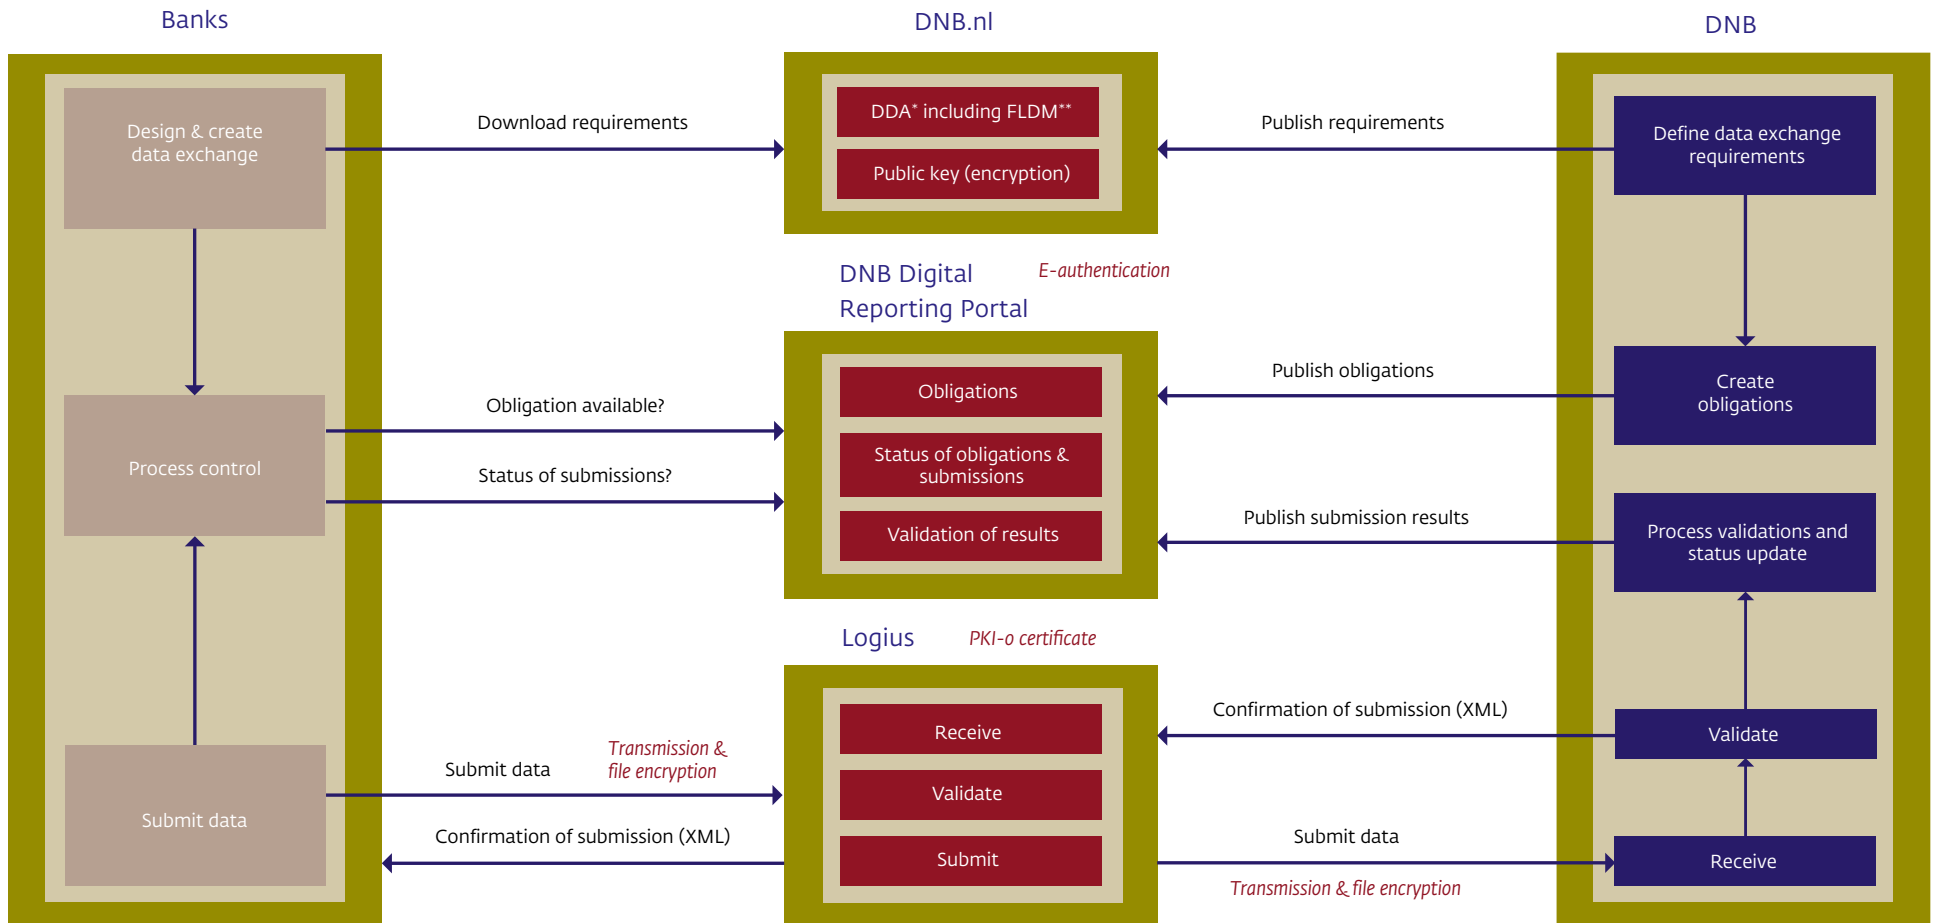 Banks
DNB.nl
DNB
Design & create
data exchange
Download requirements
DDA* including FLDM**
Public key (encryption)
Publish requirements
Define data exchange
requirements
DNB Digital
Reporting Portal
E-authentication
Process control
Obligation available?
Status of submissions?
Obligations
Status of obligations &
submissions
Validation of results
Publish obligations
Create
obligations
Publish submission results
Process validations and
status update
Logius
PKI-o certificate
Submit data
Submit data
Transmission &
file encryption
Confirmation of submission (XML)
Receive
Validate
Submit
Confirmation of submission (XML)
Validate
Submit data
Transmission & file encryption
Receive